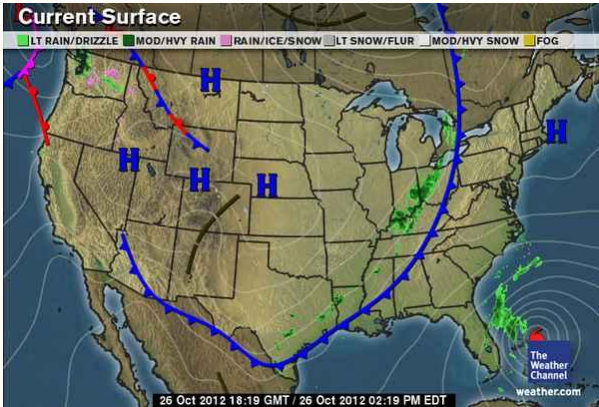 Current Surface
LT RAIN/DRIZZLE MOD/HVY RAIN RAIN/ICE/SNOW LT SNOW/FLUR MOD/HVY SNOW FOG
H
H
H
H
H
The
Weather
Channel
weather.com
26 Oct 2012 18:19 GMT / 26 Oct 2012 02:19 PM EDT